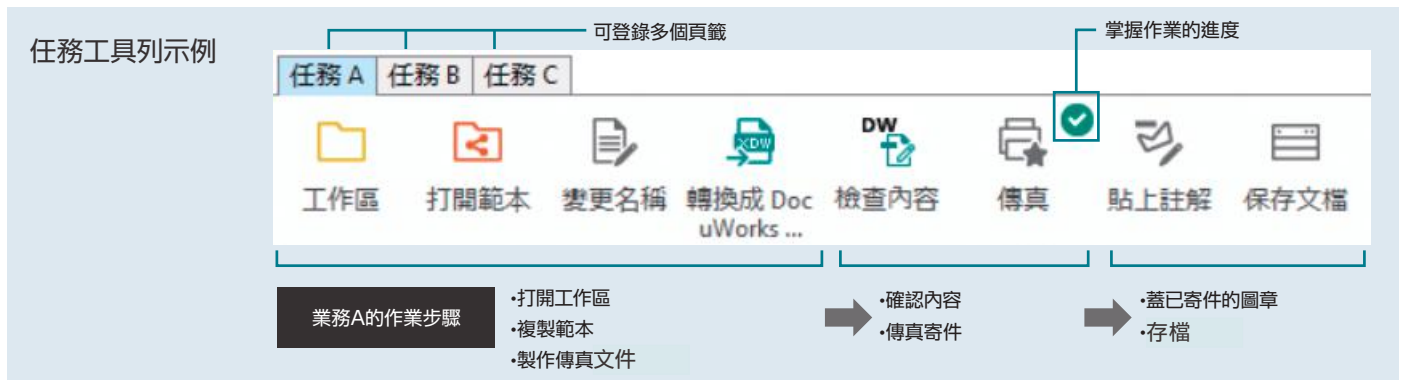 任務工具列示例
可登錄多個頁籤
掌握作業的進度
任務 A 任務 B 任務 C
DW
XDW
工作區 打開範本 變更名稱 轉換成 Doc 檢查內容 傳真 貼上註解 保存文檔
uWorks ...
業務A的作業步驟
•打開工作區
•複製範本
•製作傳真文件
•確認內容
•傳真寄件
•蓋已寄件的圖章
•存檔